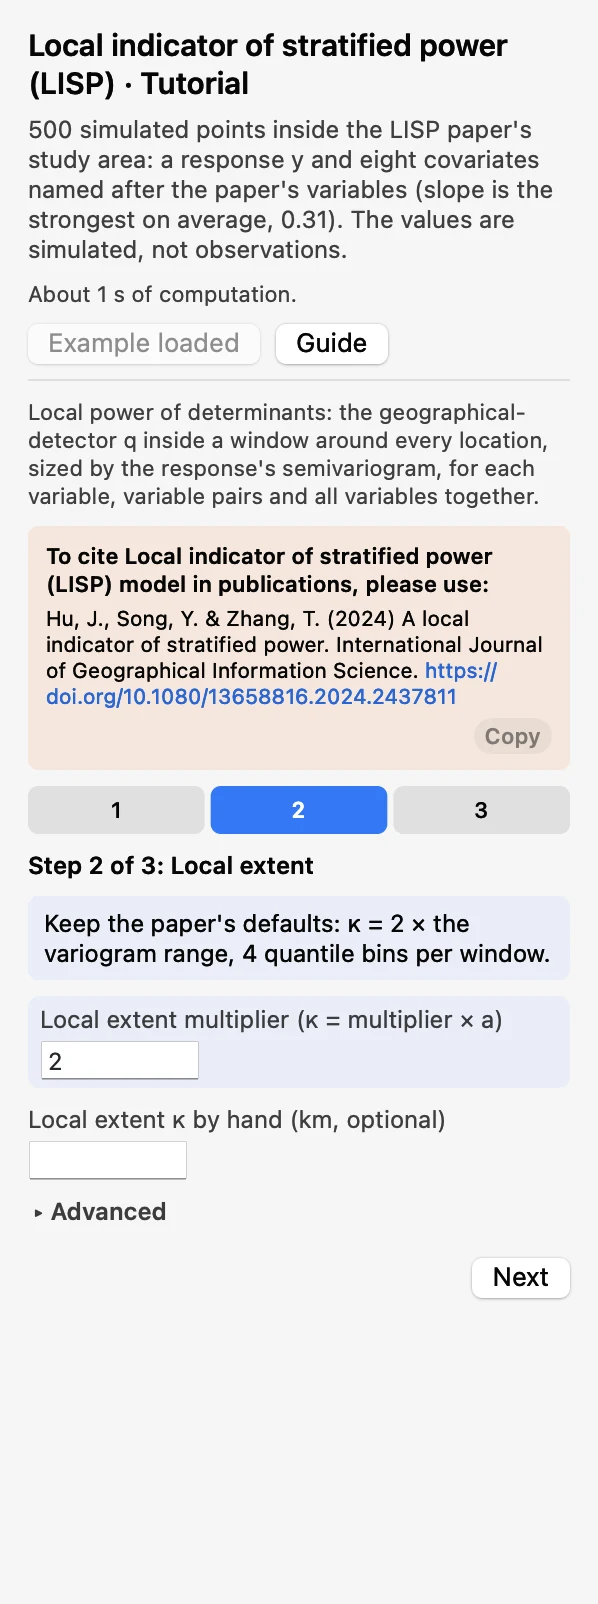 Local indicator of stratified power
(LISP) · Tutorial
500 simulated points inside the LISP paper's
study area: a response y and eight covariates
named after the paper's variables (slope is the
strongest on average, 0.31). The values are
simulated, not observations.
About 1 s of computation.
Example loaded
Guide
Local power of determinants: the geographical-
detector q inside a window around every location,
sized by the response's semivariogram, for each
variable, variable pairs and all variables together.
To cite Local indicator of stratified power
(LISP) model in publications, please use:
Hu, J., Song, Y. & Zhang, T. (2024) A local
indicator of stratified power. International Journal
of Geographical Information Science. https://
doi.org/10.1080/13658816.2024.2437811
Copy
1
2
3
Step 2 of 3: Local extent
Keep the paper's defaults: κ = 2 × the
variogram range, 4 quantile bins per window.
Local extent multiplier (κ = multiplier × a)
2
Local extent κ by hand (km, optional)
▸ Advanced
Next